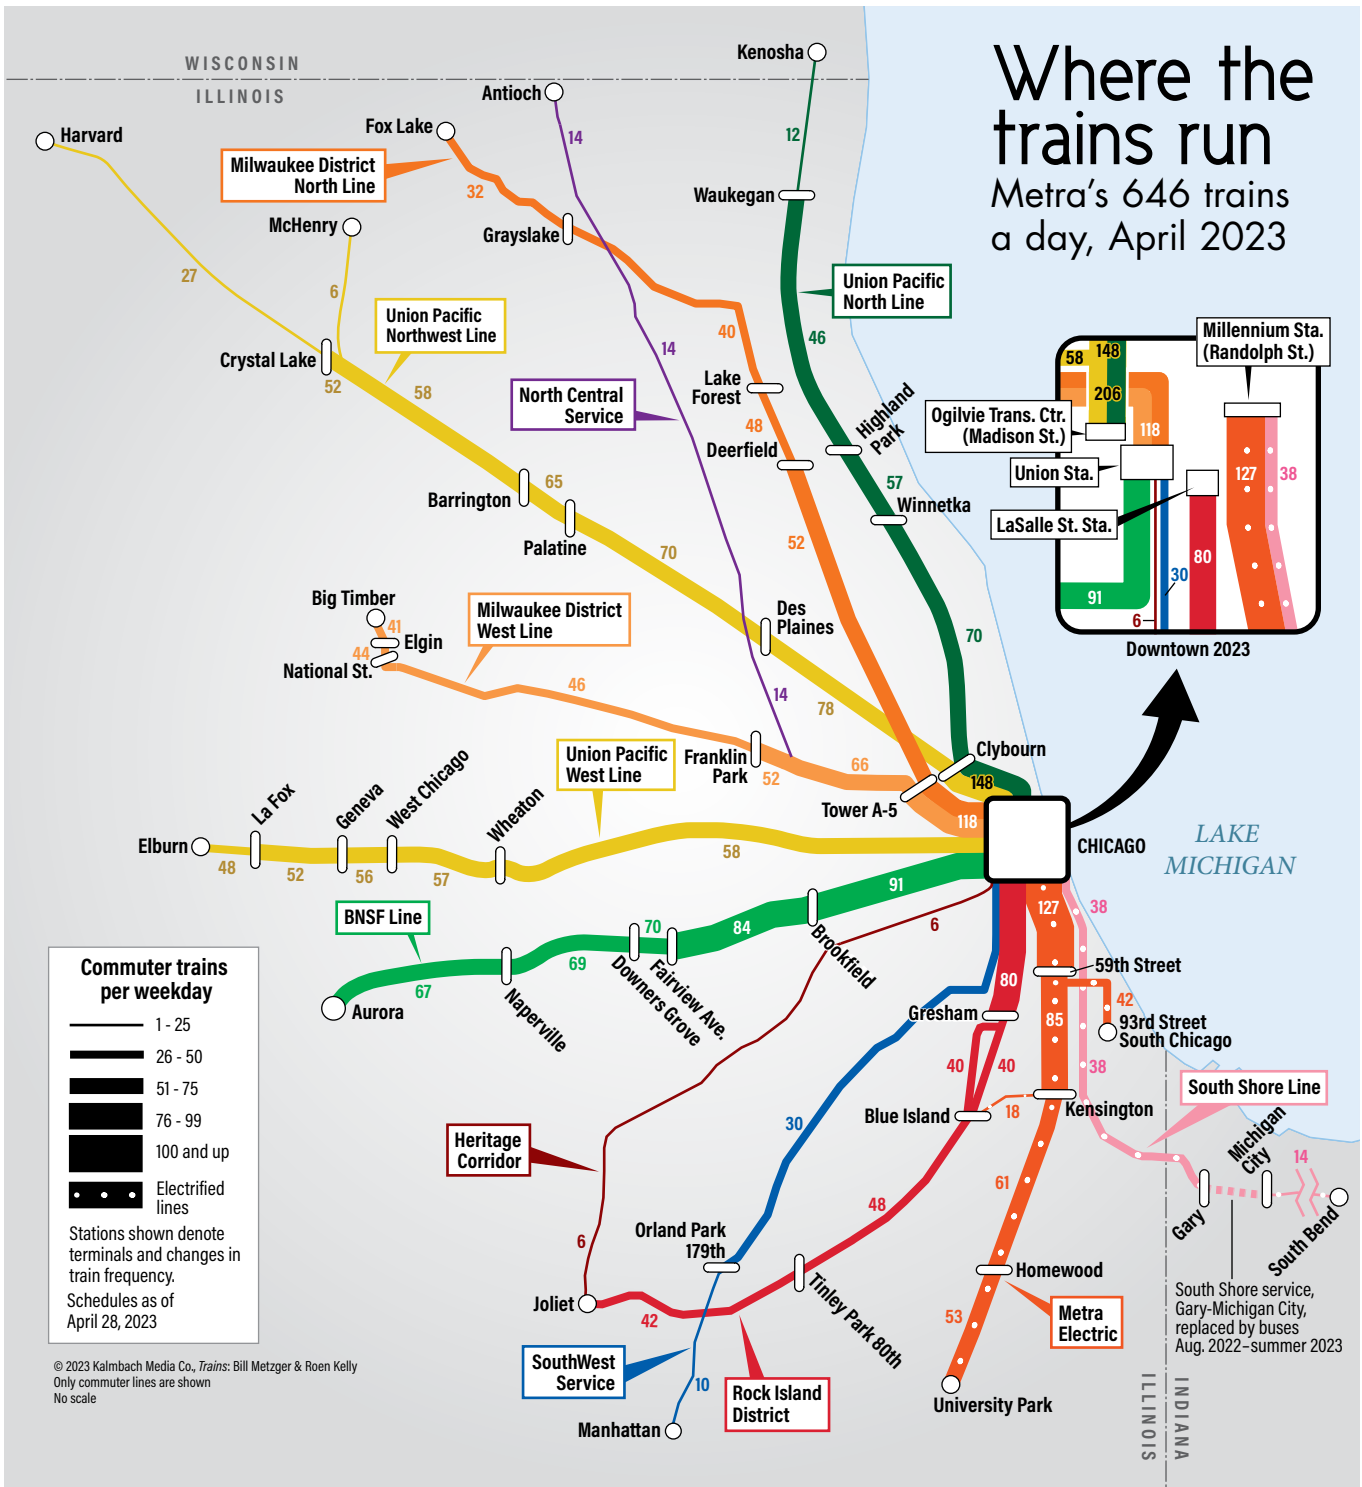 Where the
trains run
Metra's 646 trains
a day, April 2023
WISCONSIN
ILLINOIS
Kenosha
12
Waukegan
Union Pacific
North Line
46
Highland
Park
57
Winnetka
70
Clybourn
148
Antioch
14
14
North Central
Service
14
Fox Lake
Milwaukee District
North Line
32
Grayslake
40
Lake
Forest
48
Deerfield
52
Tower A-5
118
Harvard
27
McHenry
6
Crystal Lake
52
Union Pacific
Northwest Line
58
Barrington
65
Palatine
70
Des
Plaines
78
Big Timber
41
Elgin
44
National St.
Milwaukee District
West Line
46
Franklin
Park
52
66
Union Pacific
West Line
Elburn
48
La Fox
52
Geneva
56
West Chicago
57
Wheaton
58
BNSF Line
Aurora
67
Naperville
69
Downers Grove
70
Fairview Ave.
84
Brookfield
91
CHICAGO
LAKE
MICHIGAN
Millennium Sta.
(Randolph St.)
58
148
206
Ogilvie Trans. Ctr.
(Madison St.)
118
Union Sta.
LaSalle St. Sta.
127
38
80
30
91
6
Downtown 2023
6
Heritage
Corridor
6
Joliet
30
Orland Park
179th
SouthWest
Service
10
Manhattan
80
Gresham
40
40
Blue Island
48
Tinley Park 80th
42
Rock Island
District
127
59th Street
42
93rd Street
South Chicago
85
18
Kensington
61
Homewood
Metra
Electric
53
University Park
38
38
South Shore Line
Gary
Michigan
City
14
South Bend
South Shore service,
Gary-Michigan City,
replaced by buses
Aug. 2022–summer 2023
ILLINOIS
INDIANA
Commuter trains
per weekday
1 - 25
26 - 50
51 - 75
76 - 99
100 and up
Electrified
lines
Stations shown denote
terminals and changes in
train frequency.
Schedules as of
April 28, 2023
© 2023 Kalmbach Media Co., Trains: Bill Metzger & Roen Kelly
Only commuter lines are shown
No scale